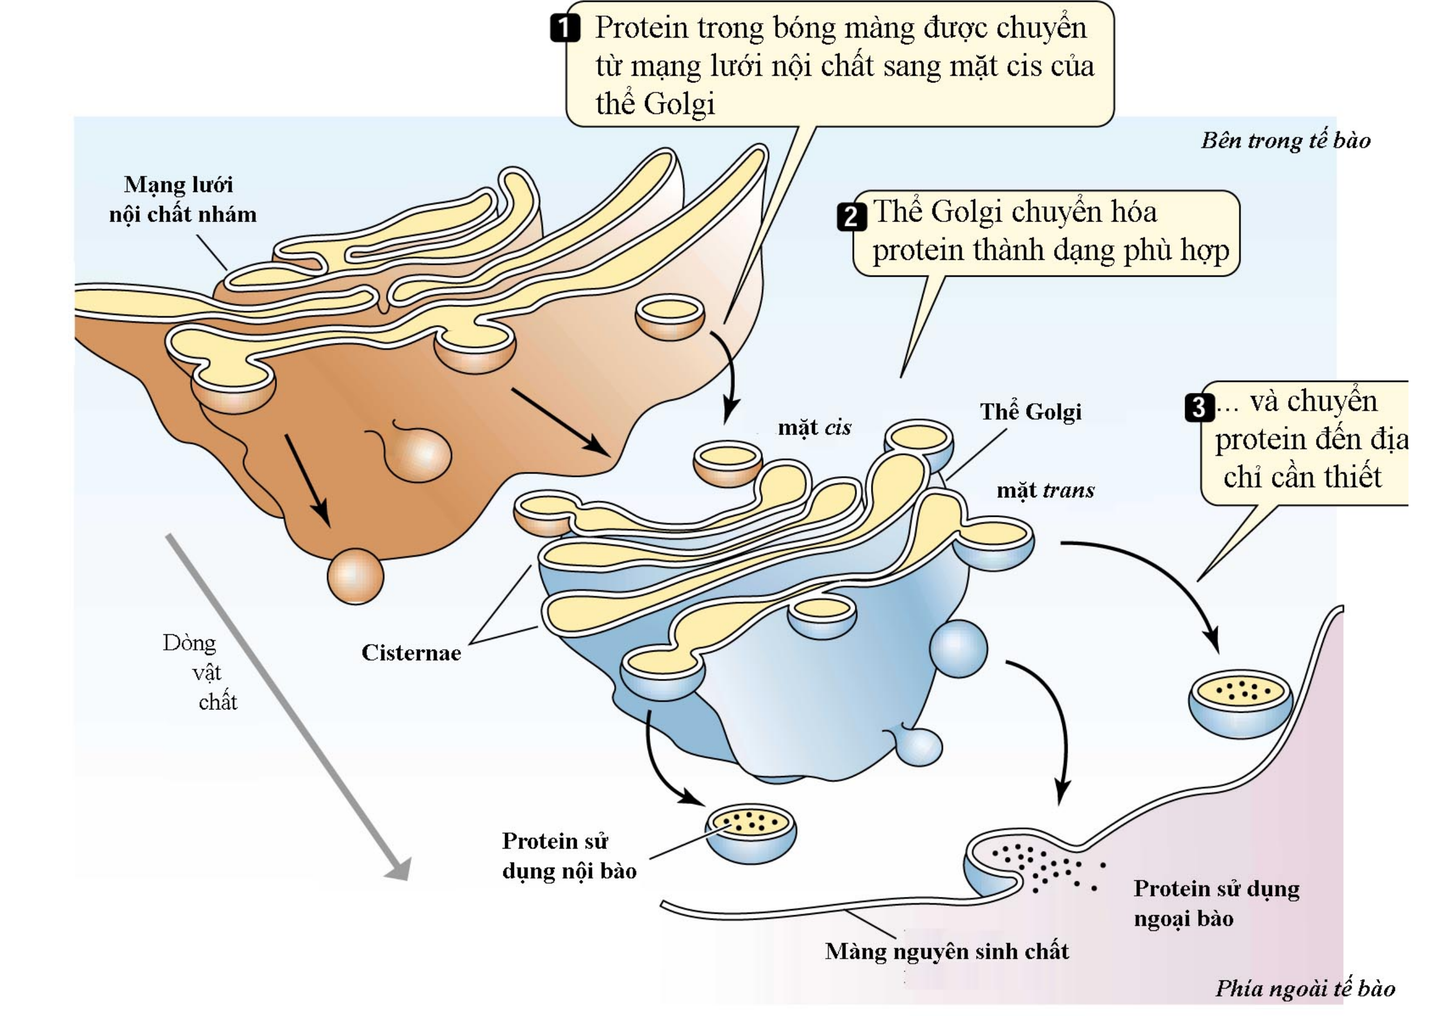 1 Protein trong bóng màng được chuyển
từ mạng lưới nội chất sang mặt cis của
thể Golgi
Bên trong tế bào
Mạng lưới
nội chất nhám
2 Thể Golgi chuyển hóa
protein thành dạng phù hợp
3 ... và chuyển
protein đến địa
chỉ cần thiết
Thể Golgi
mặt cis
mặt trans
Cisternae
Dòng
vật
chất
Protein sử
dụng nội bào
Protein sử dụng
ngoại bào
Màng nguyên sinh chất
Phía ngoài tế bào